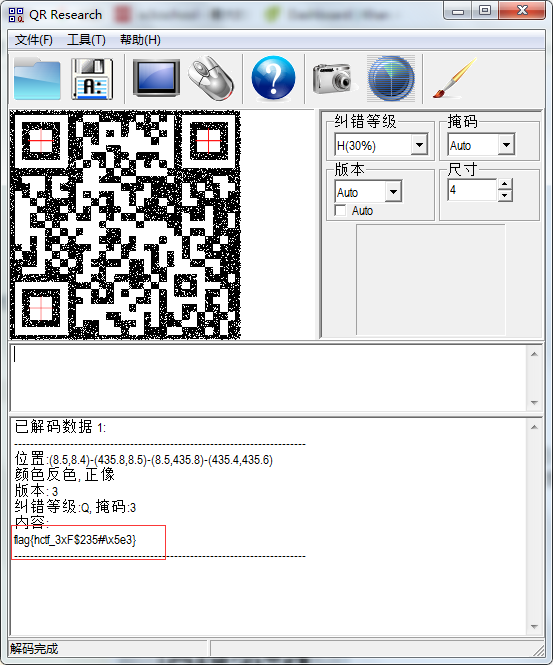 QR Research
文件(F) 工具(T) 帮助(H)
A:
纠错等级
掩码
H(30%)
Auto
版本
尺寸
Auto
4
Auto
已解码数据 1:
位置:(8.5,8.4)-(435.8,8.5)-(8.5,435.8)-(435.4,435.6)
颜色反色, 正像
版本: 3
纠错等级:Q, 掩码:3
内容:
flag{hctf_3xF$235#\x5e3}
解码完成